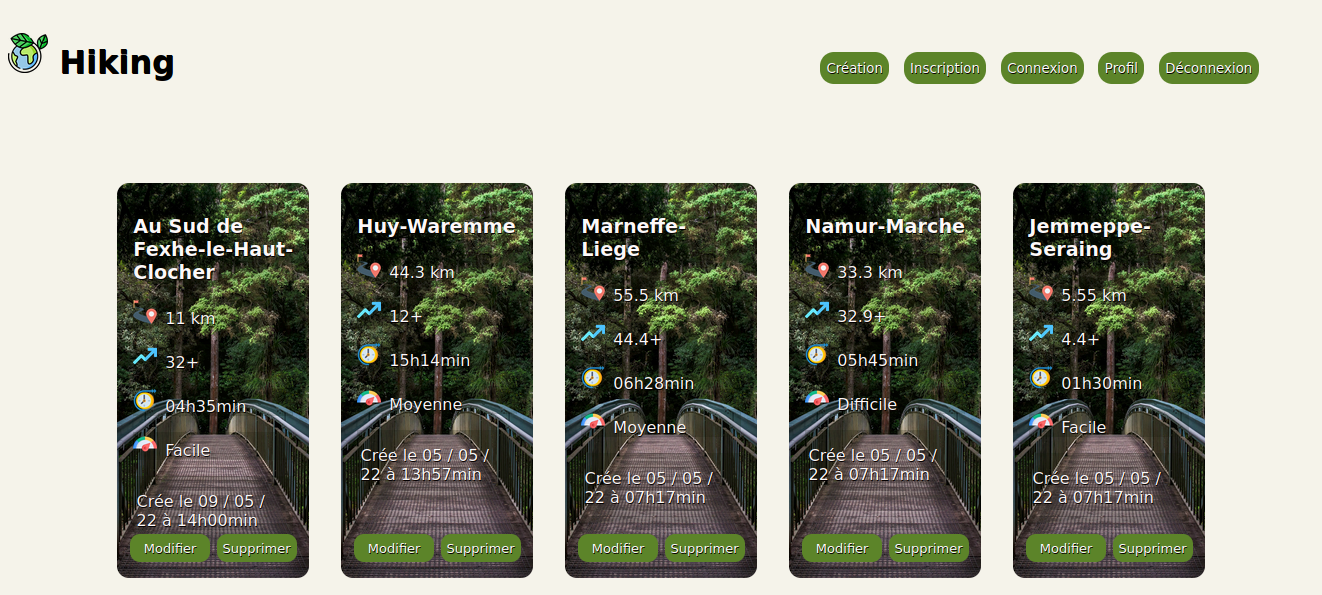 Hiking
Création
Inscription
Connexion
Profil
Déconnexion
Au Sud de
Fexhe-le-Haut-
Clocher
11 km
32+
04h35min
Facile
Crée le 09 / 05 /
22 à 14h00min
Modifier
Supprimer
Huy-Waremme
44.3 km
12+
15h14min
Moyenne
Crée le 05 / 05 /
22 à 13h57min
Modifier
Supprimer
Marneffe-
Liege
55.5 km
44.4+
06h28min
Moyenne
Crée le 05 / 05 /
22 à 07h17min
Modifier
Supprimer
Namur-Marche
33.3 km
32.9+
05h45min
Difficile
Crée le 05 / 05 /
22 à 07h17min
Modifier
Supprimer
Jemmeppe-
Seraing
5.55 km
4.4+
01h30min
Facile
Crée le 05 / 05 /
22 à 07h17min
Modifier
Supprimer